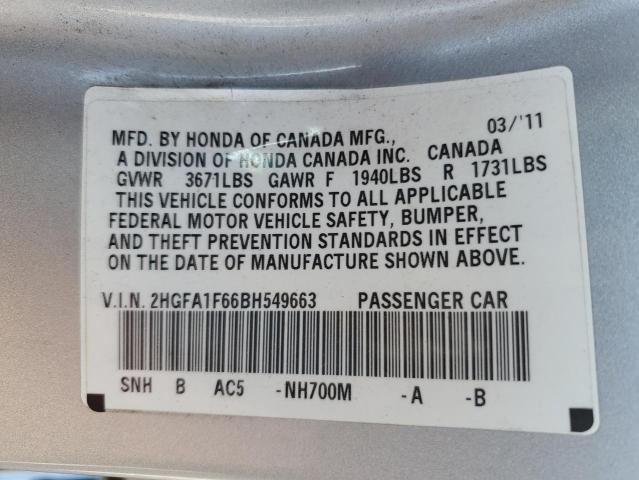 03/'11
MFD. BY HONDA OF CANADA MFG.,
A DIVISION OF HONDA CANADA INC. CANADA
GVWR 3671LBS GAWR F 1940LBS R 1731LBS
THIS VEHICLE CONFORMS TO ALL APPLICABLE
FEDERAL MOTOR VEHICLE SAFETY, BUMPER,
AND THEFT PREVENTION STANDARDS IN EFFECT
ON THE DATE OF MANUFACTURE SHOWN ABOVE.
V.I.N. 2HGFA1F66BH549663 PASSENGER CAR
SNH B AC5 -NH700M -A -B